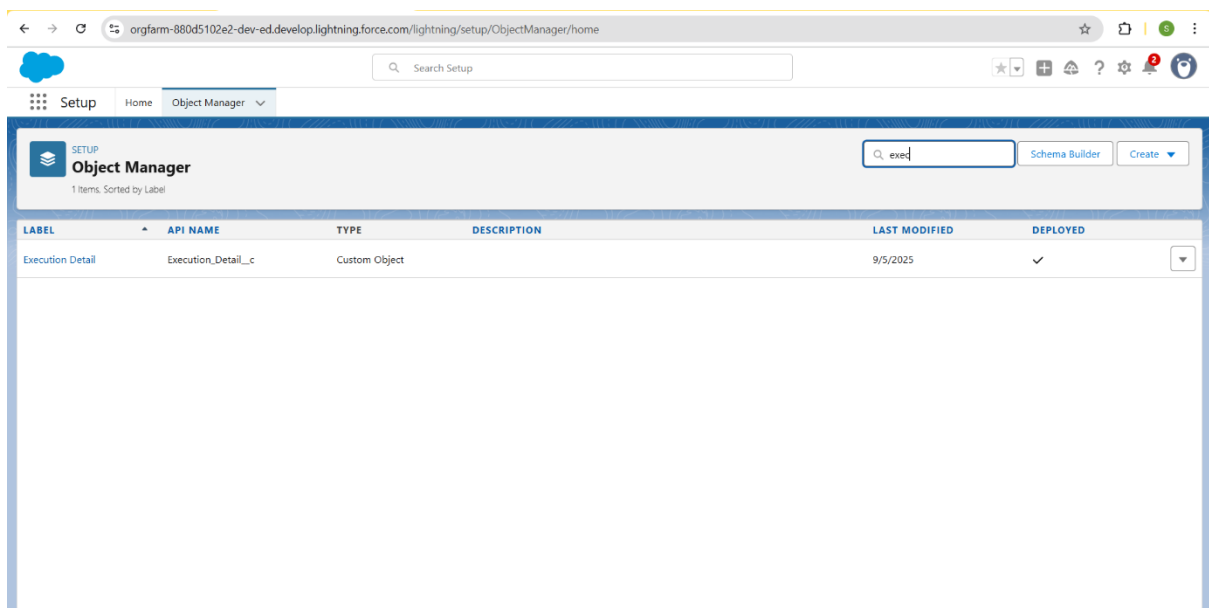 orgfarm-880d5102e2-dev-ed.develop.lightning.force.com/lightning/setup/ObjectManager/home
S
Search Setup
2
Setup
Home
Object Manager
SETUP
Object Manager
1 Items, Sorted by Label
exec
Schema Builder
Create
LABEL API NAME TYPE DESCRIPTION LAST MODIFIED DEPLOYED
Execution Detail Execution_Detail__c Custom Object 9/5/2025